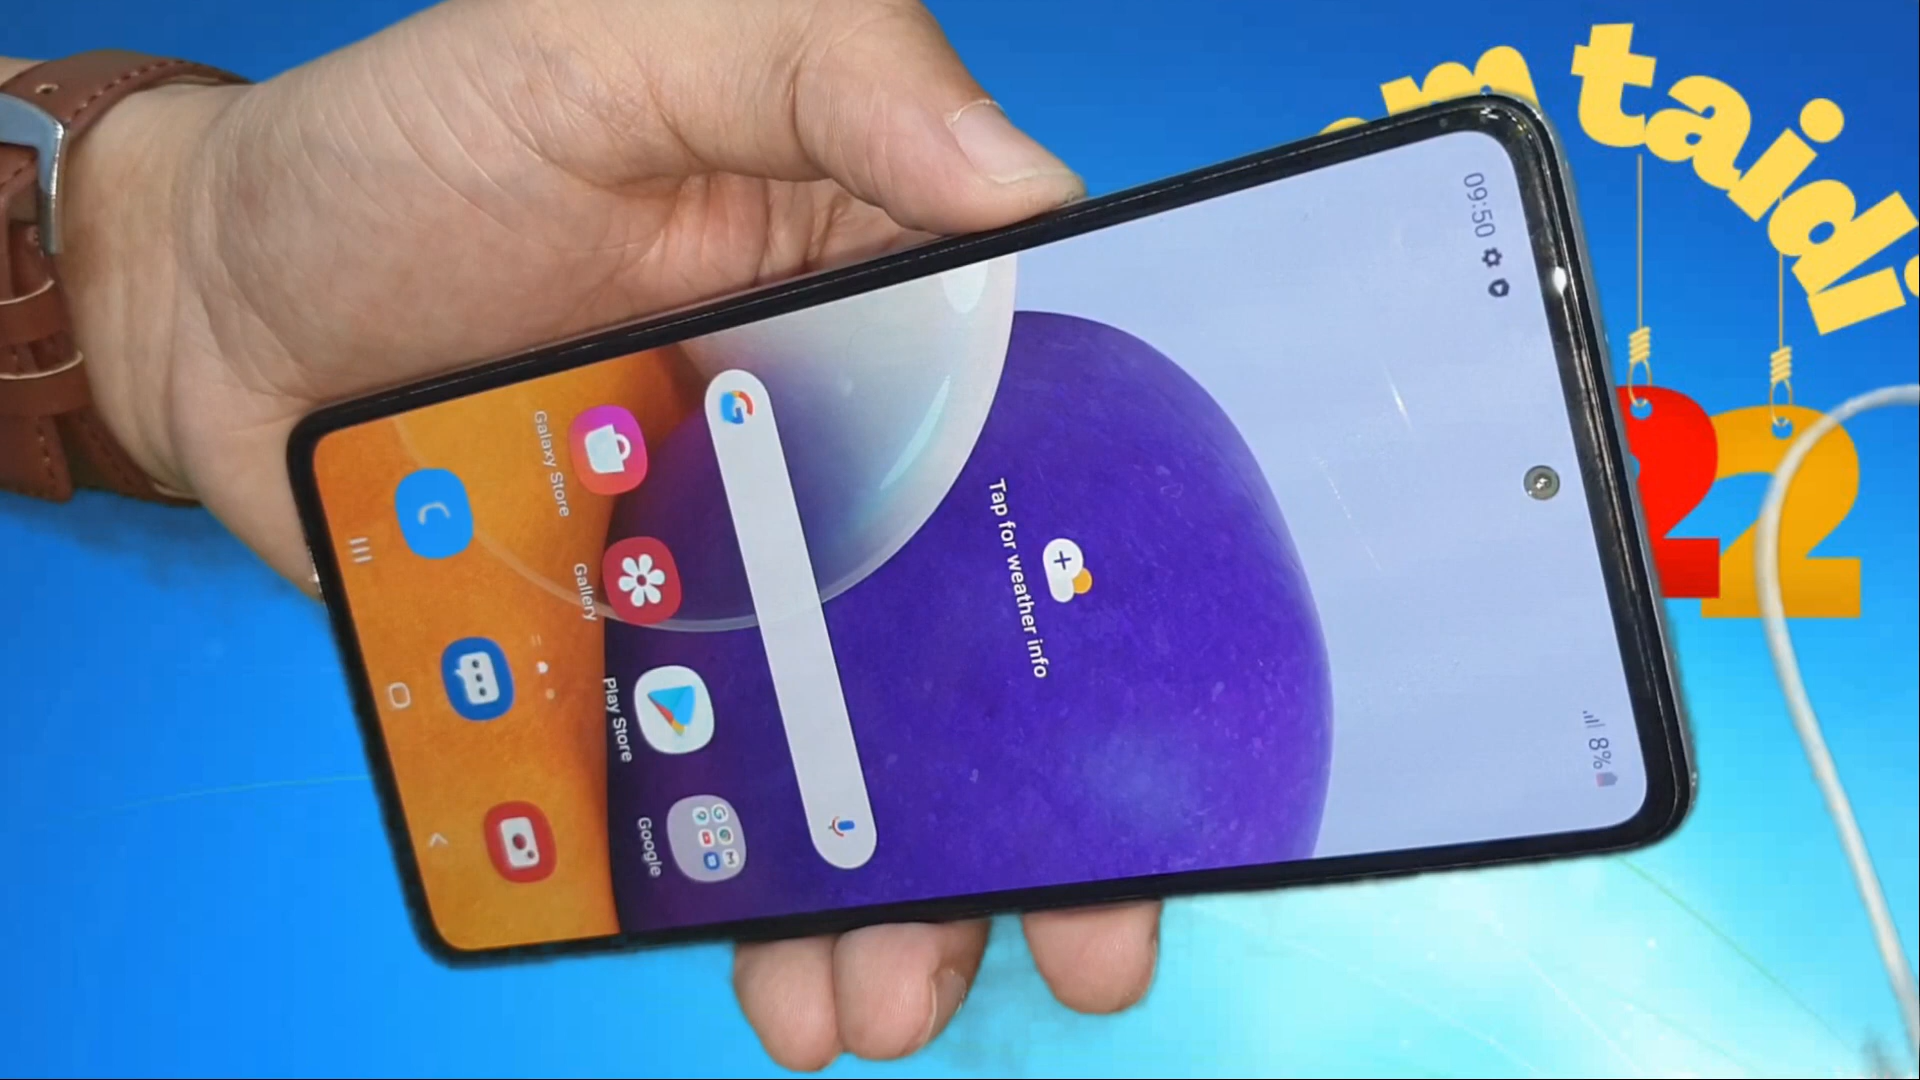 taidi
22
09:50
8%
Tap for weather info
Galaxy Store
Gallery
Play Store
Google